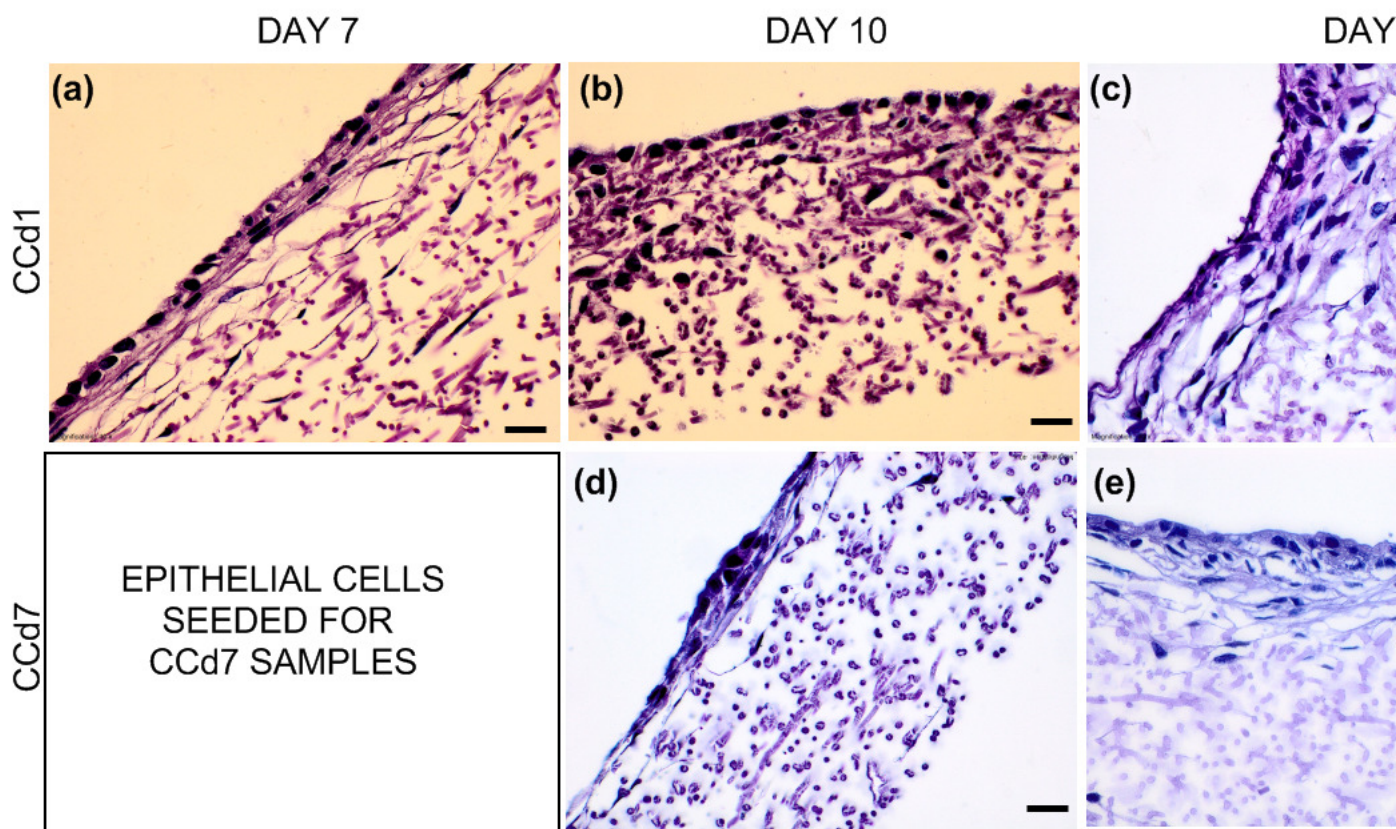 DAY 7
DAY 10
DAY
(a)
(b)
(c)
CCd1
CCd7
EPITHELIAL CELLS
SEEDED FOR
CCd7 SAMPLES
(d)
(e)